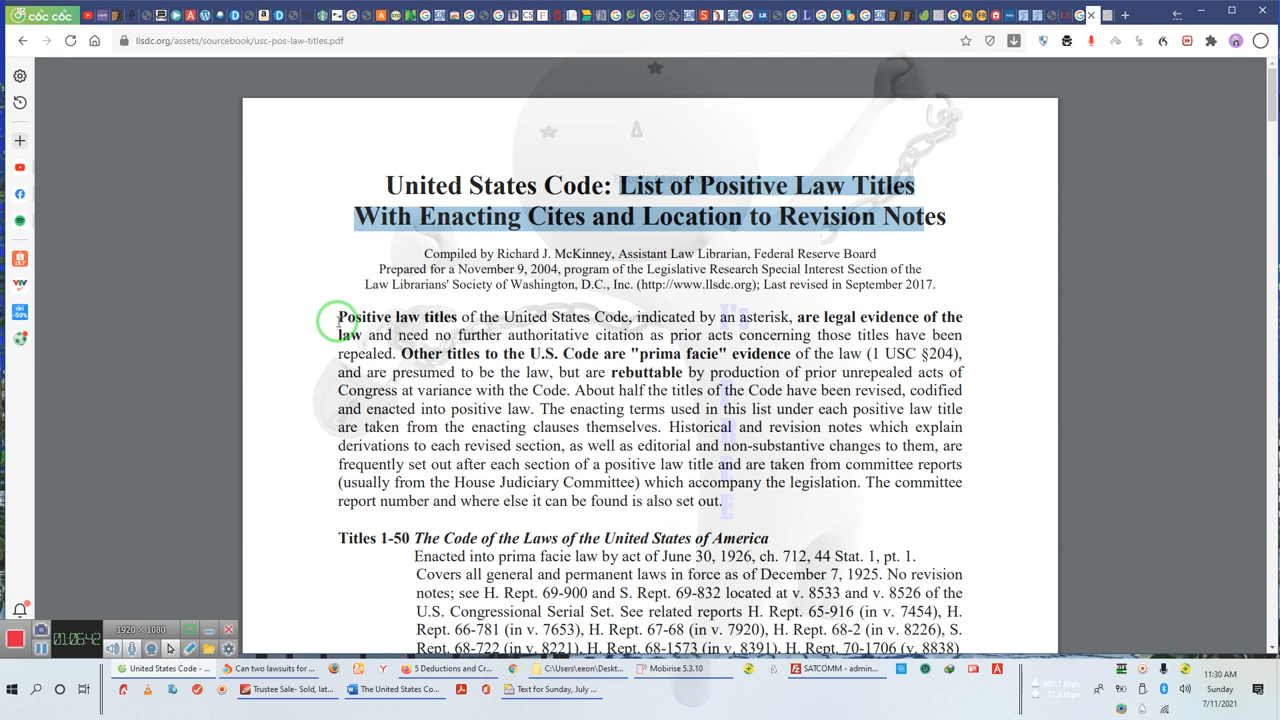 CỐC CỐC
llsdc.org/assets/sourcebook/usc-pos-law-titles.pdf
United States Code: List of Positive Law Titles
With Enacting Cites and Location to Revision Notes
Compiled by Richard J. McKinney, Assistant Law Librarian, Federal Reserve Board
Prepared for a November 9, 2004, program of the Legislative Research Special Interest Section of the
Law Librarians' Society of Washington, D.C., Inc. (http://www.llsdc.org); Last revised in September 2017.
Positive law titles of the United States Code, indicated by an asterisk, are legal evidence of the
law and need no further authoritative citation as prior acts concerning those titles have been
repealed. Other titles to the U.S. Code are "prima facie" evidence of the law (1 USC §204),
and are presumed to be the law, but are rebuttable by production of prior unrepealed acts of
Congress at variance with the Code. About half the titles of the Code have been revised, codified
and enacted into positive law. The enacting terms used in this list under each positive law title
are taken from the enacting clauses themselves. Historical and revision notes which explain
derivations to each revised section, as well as editorial and non-substantive changes to them, are
frequently set out after each section of a positive law title and are taken from committee reports
(usually from the House Judiciary Committee) which accompany the legislation. The committee
report number and where else it can be found is also set out.
Titles 1-50 The Code of the Laws of the United States of America
Enacted into prima facie law by act of June 30, 1926, ch. 712, 44 Stat. 1, pt. 1.
Covers all general and permanent laws in force as of December 7, 1925. No revision
notes; see H. Rept. 69-900 and S. Rept. 69-832 located at v. 8533 and v. 8526 of the
U.S. Congressional Serial Set. See related reports H. Rept. 65-916 (in v. 7454), H.
Rept. 66-781 (in v. 7653), H. Rept. 67-68 (in v. 7920), H. Rept. 68-2 (in v. 8226), S.
Rept. 68-722 (in v. 8221), H. Rept. 68-1573 (in v. 8391), H. Rept. 70-1706 (v. 8838)
01:06:42
1920 × 1080
United States Code - ...
Can two lawsuits for ...
5 Deductions and Cr...
C:\Users\eeon\Deskt...
Mobirise 5.3.10
SATCOMM - admin...
Trustee Sale- Sold, lat...
The United States Co...
Text for Sunday, July ...
11:30 AM
Sunday
7/11/2021